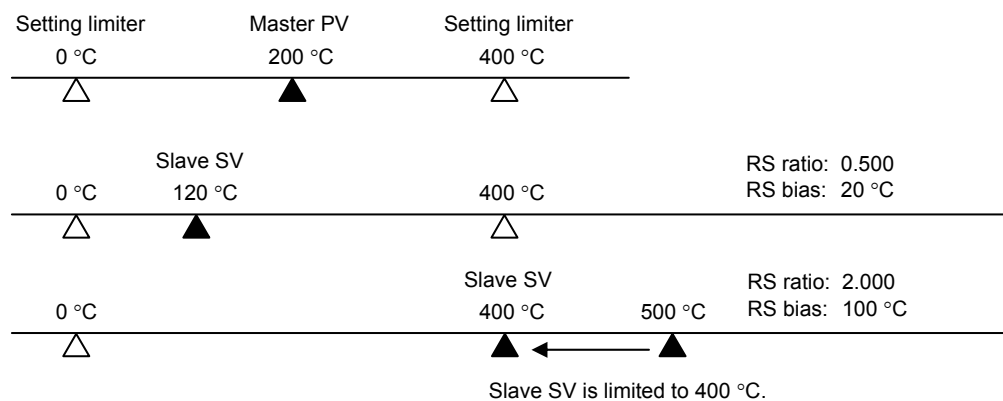 Setting limiter Master PV Setting limiter
0 °C 200 °C 400 °C
Slave SV RS ratio: 0.500
0 °C 120 °C 400 °C RS bias: 20 °C
Slave SV RS ratio: 2.000
0 °C 400 °C 500 °C RS bias: 100 °C
Slave SV is limited to 400 °C.